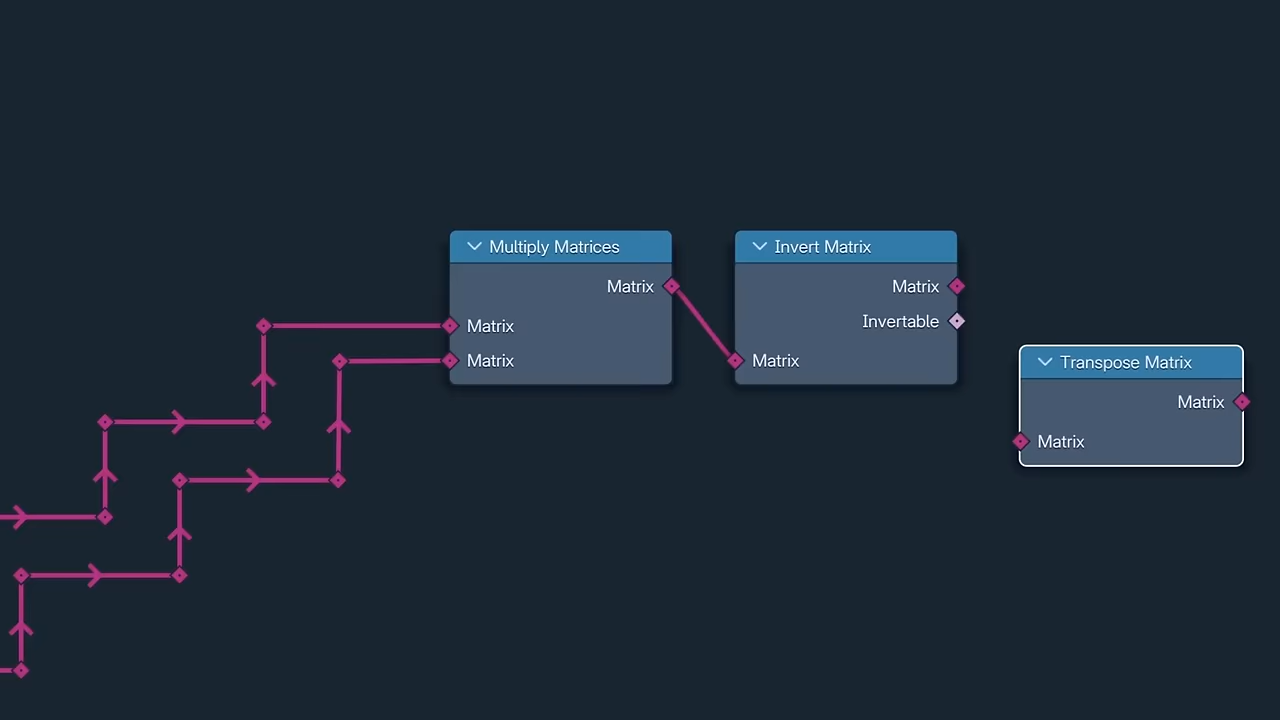 Multiply Matrices
Matrix
Matrix
Matrix
Invert Matrix
Matrix
Invertable
Matrix
Transpose Matrix
Matrix
Matrix